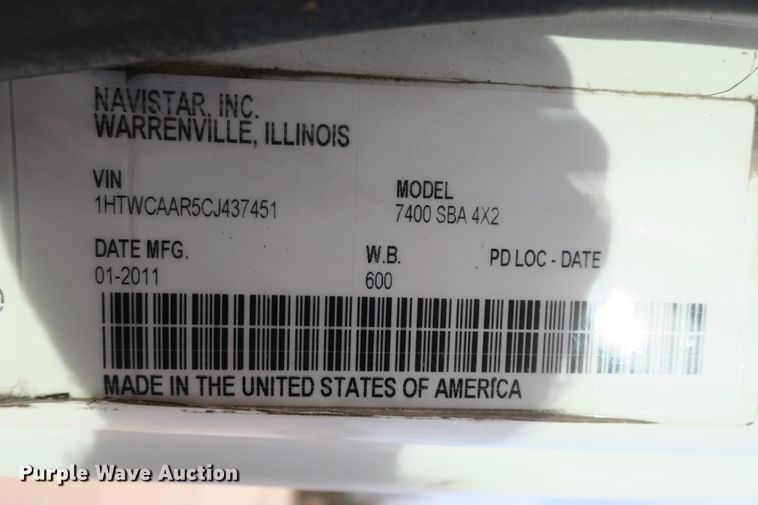 NAVISTAR, INC.
WARRENVILLE, ILLINOIS
VIN
1HTWCAAR5CJ437451
MODEL
7400 SBA 4X2
DATE MFG.
01-2011
W.B.
600
PD LOC - DATE
MADE IN THE UNITED STATES OF AMERICA
Purple Wave Auction